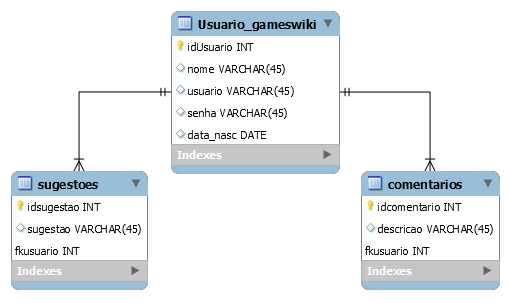 Usuario_gameswiki
idUsuario INT
nome VARCHAR(45)
usuario VARCHAR(45)
senha VARCHAR(45)
data_nasc DATE
Indexes
sugestoes
idsugestao INT
sugestao VARCHAR(45)
fkusuario INT
Indexes
comentarios
idcomentario INT
descricao VARCHAR(45)
fkusuario INT
Indexes